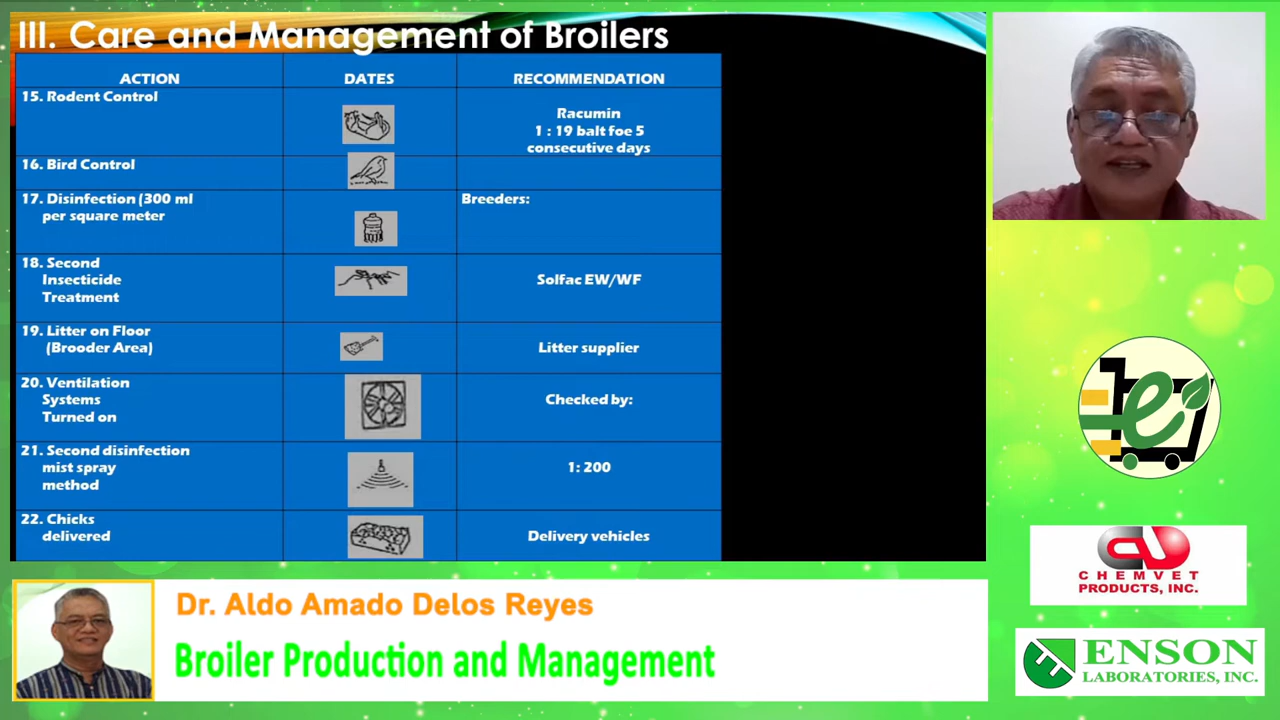 III. Care and Management of Broilers
ACTION DATES RECOMMENDATION
15. Rodent Control
Racumin
1 : 19 balt foe 5
consecutive days
16. Bird Control
17. Disinfection (300 ml
per square meter
Breeders:
18. Second
Insecticide
Treatment
Solfac EW/WF
19. Litter on Floor
(Brooder Area)
Litter supplier
20. Ventilation
Systems
Turned on
Checked by:
21. Second disinfection
mist spray
method
1: 200
22. Chicks
delivered
Delivery vehicles
e
CHEMVET
PRODUCTS, INC.
ENSON
LABORATORIES, INC.
Dr. Aldo Amado Delos Reyes
Broiler Production and Management